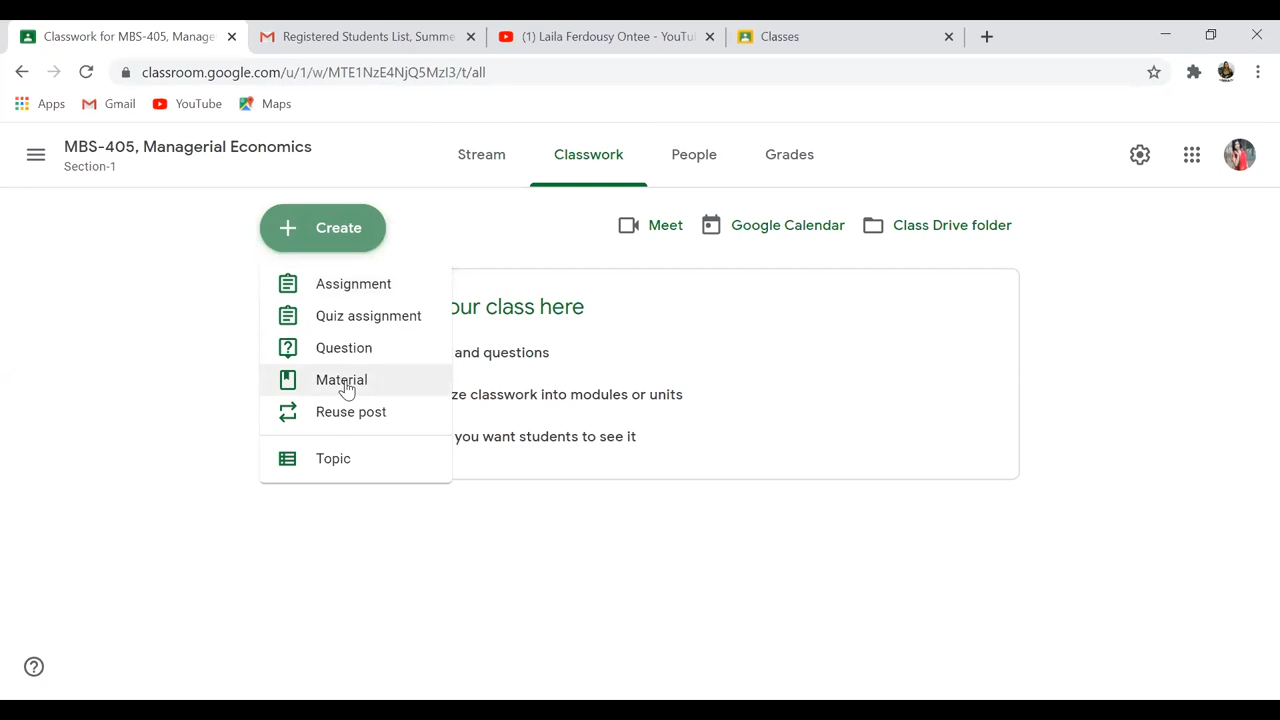 Classwork for MBS-405, Manage
Registered Students List, Summe
(1) Laila Ferdousy Ontee - YouTu
Classes
classroom.google.com/u/1/w/MTE1NzE4NjQ5MzI3/t/all
Apps
Gmail
YouTube
Maps
MBS-405, Managerial Economics
Section-1
Stream
Classwork
People
Grades
Create
Meet
Google Calendar
Class Drive folder
Assignment
Quiz assignment
Question
Material
Reuse post
Topic
our class here
and questions
ze classwork into modules or units
you want students to see it